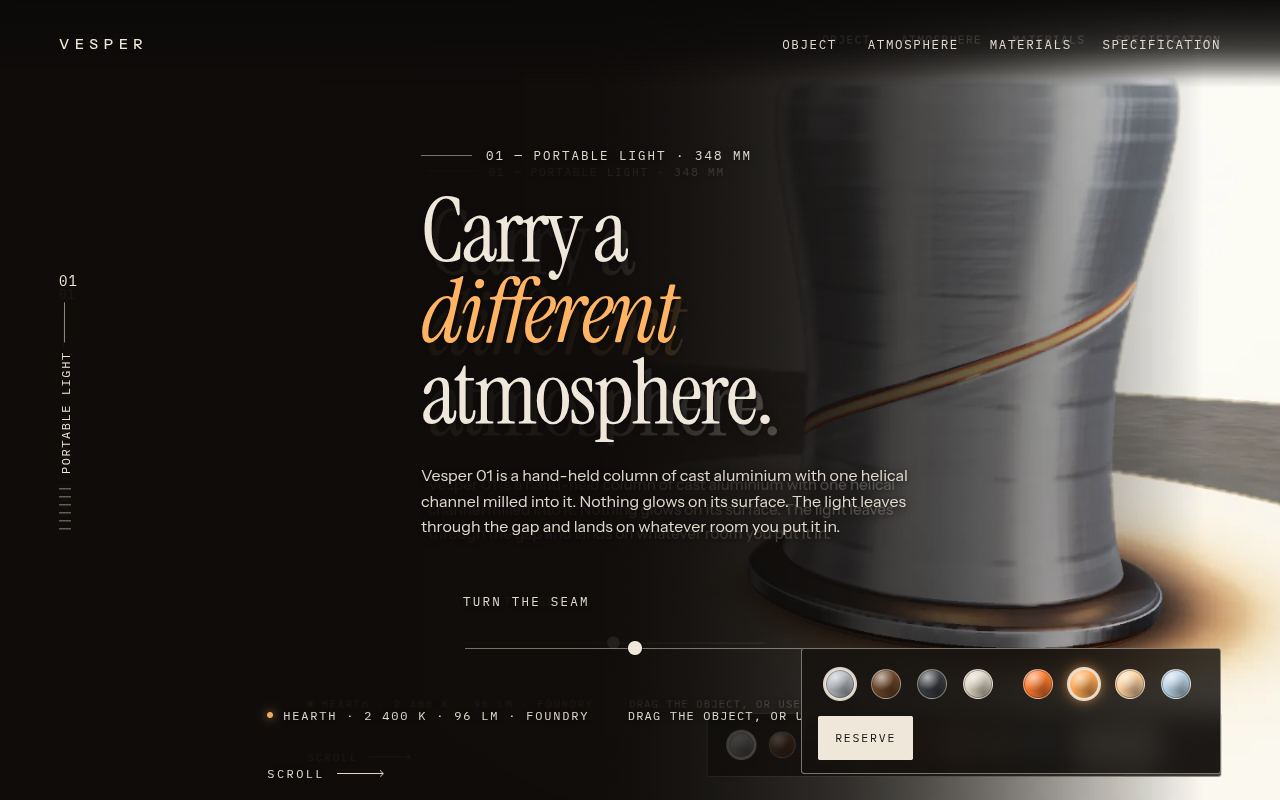 VESPER
OBJECT ATMOSPHERE MATERIALS SPECIFICATION
01 — PORTABLE LIGHT · 348 MM
Carry a
different
atmosphere.
01
PORTABLE LIGHT
Vesper 01 is a hand-held column of cast aluminium with one helical
channel milled into it. Nothing glows on its surface. The light leaves
through the gap and lands on whatever room you put it in.
TURN THE SEAM
HEARTH · 2 400 K · 96 LM · FOUNDRY
DRAG THE OBJECT, OR U
RESERVE
SCROLL